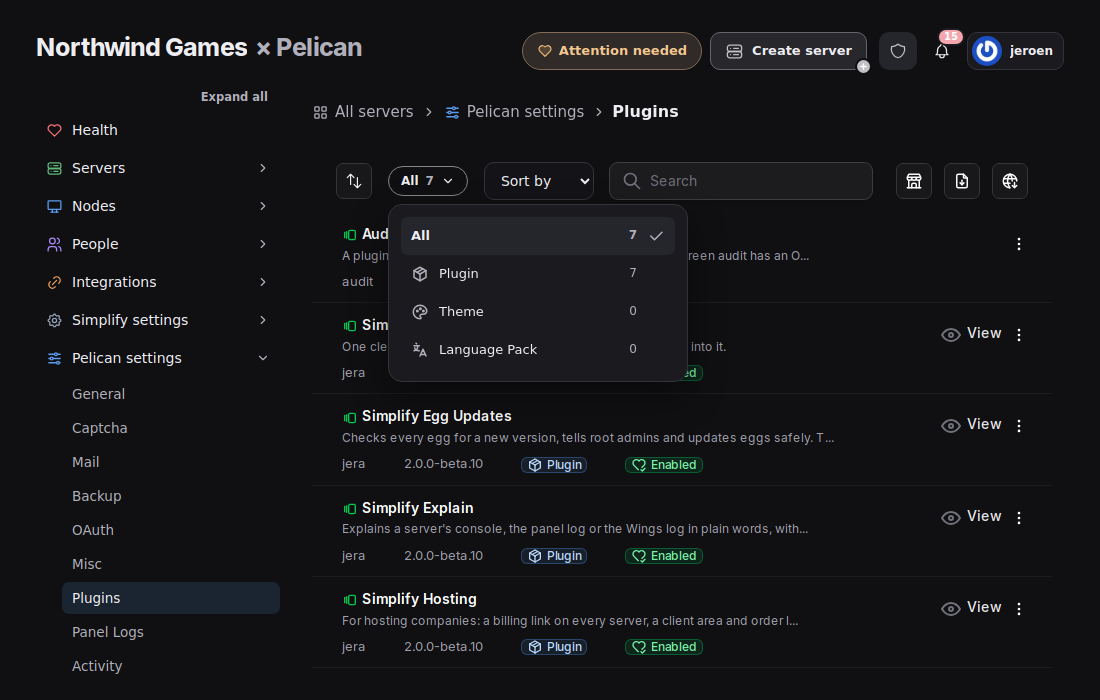 Northwind Games × Pelican
Attention needed
Create server
15
jeroen
Expand all
Health
Servers
Nodes
People
Integrations
Simplify settings
Pelican settings
General
Captcha
Mail
Backup
OAuth
Misc
Plugins
Panel Logs
Activity
All servers > Pelican settings > Plugins
All 7
Sort by
Search
All 7
Plugin 7
Theme 0
Language Pack 0
Aud
A plugin
reen audit has an O...
audit
Sim
One cle
into it.
jera
ed
View
Simplify Egg Updates
Checks every egg for a new version, tells root admins and updates eggs safely. T...
jera 2.0.0-beta.10 Plugin Enabled
View
Simplify Explain
Explains a server's console, the panel log or the Wings log in plain words, with...
jera 2.0.0-beta.10 Plugin Enabled
View
Simplify Hosting
For hosting companies: a billing link on every server, a client area and order l...
jera 2.0.0-beta.10 Plugin Enabled
View